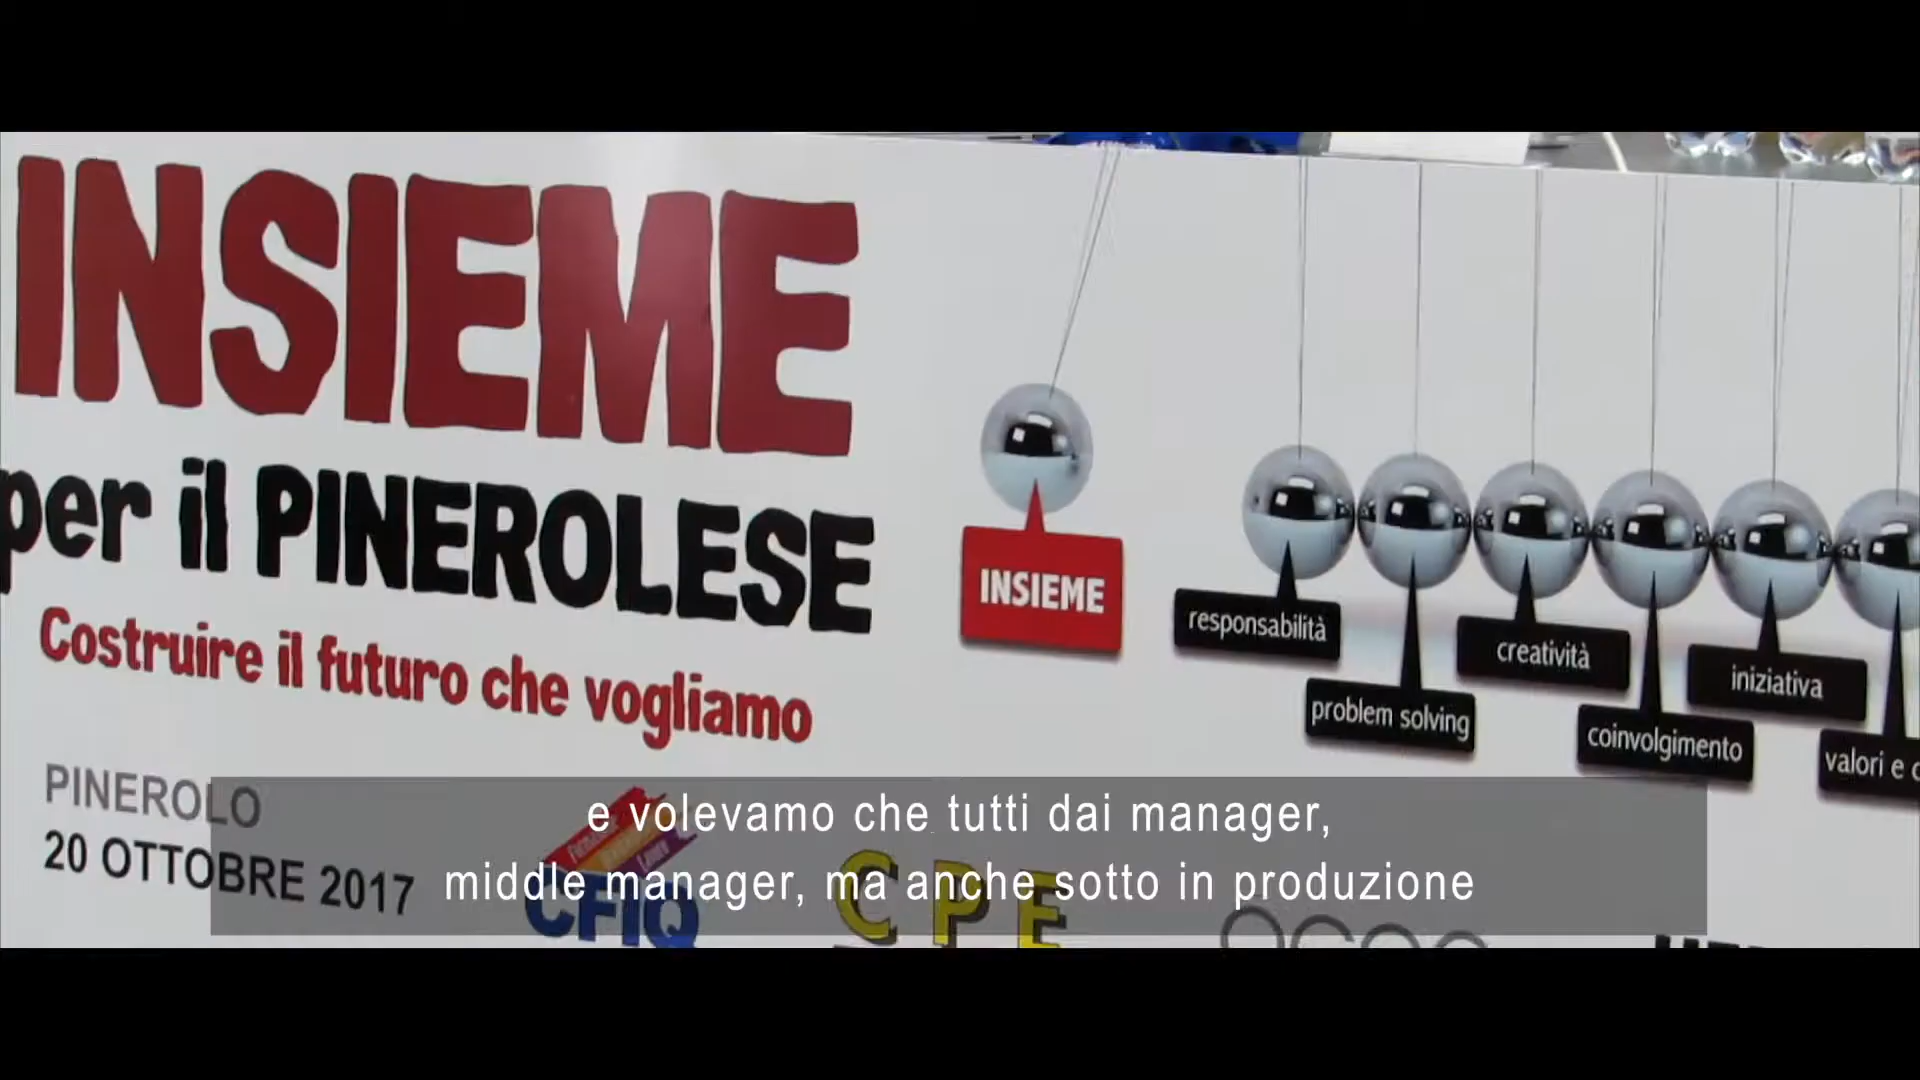 INSIEME
per il PINEROLESE
Costruire il futuro che vogliamo
PINEROLO
20 OTTOBRE 2017
INSIEME
responsabilità
problem solving
creatività
coinvolgimento
iniziativa
valori e
CFIQ
CPE
e volevamo che tutti dai manager,
middle manager, ma anche sotto in produzione